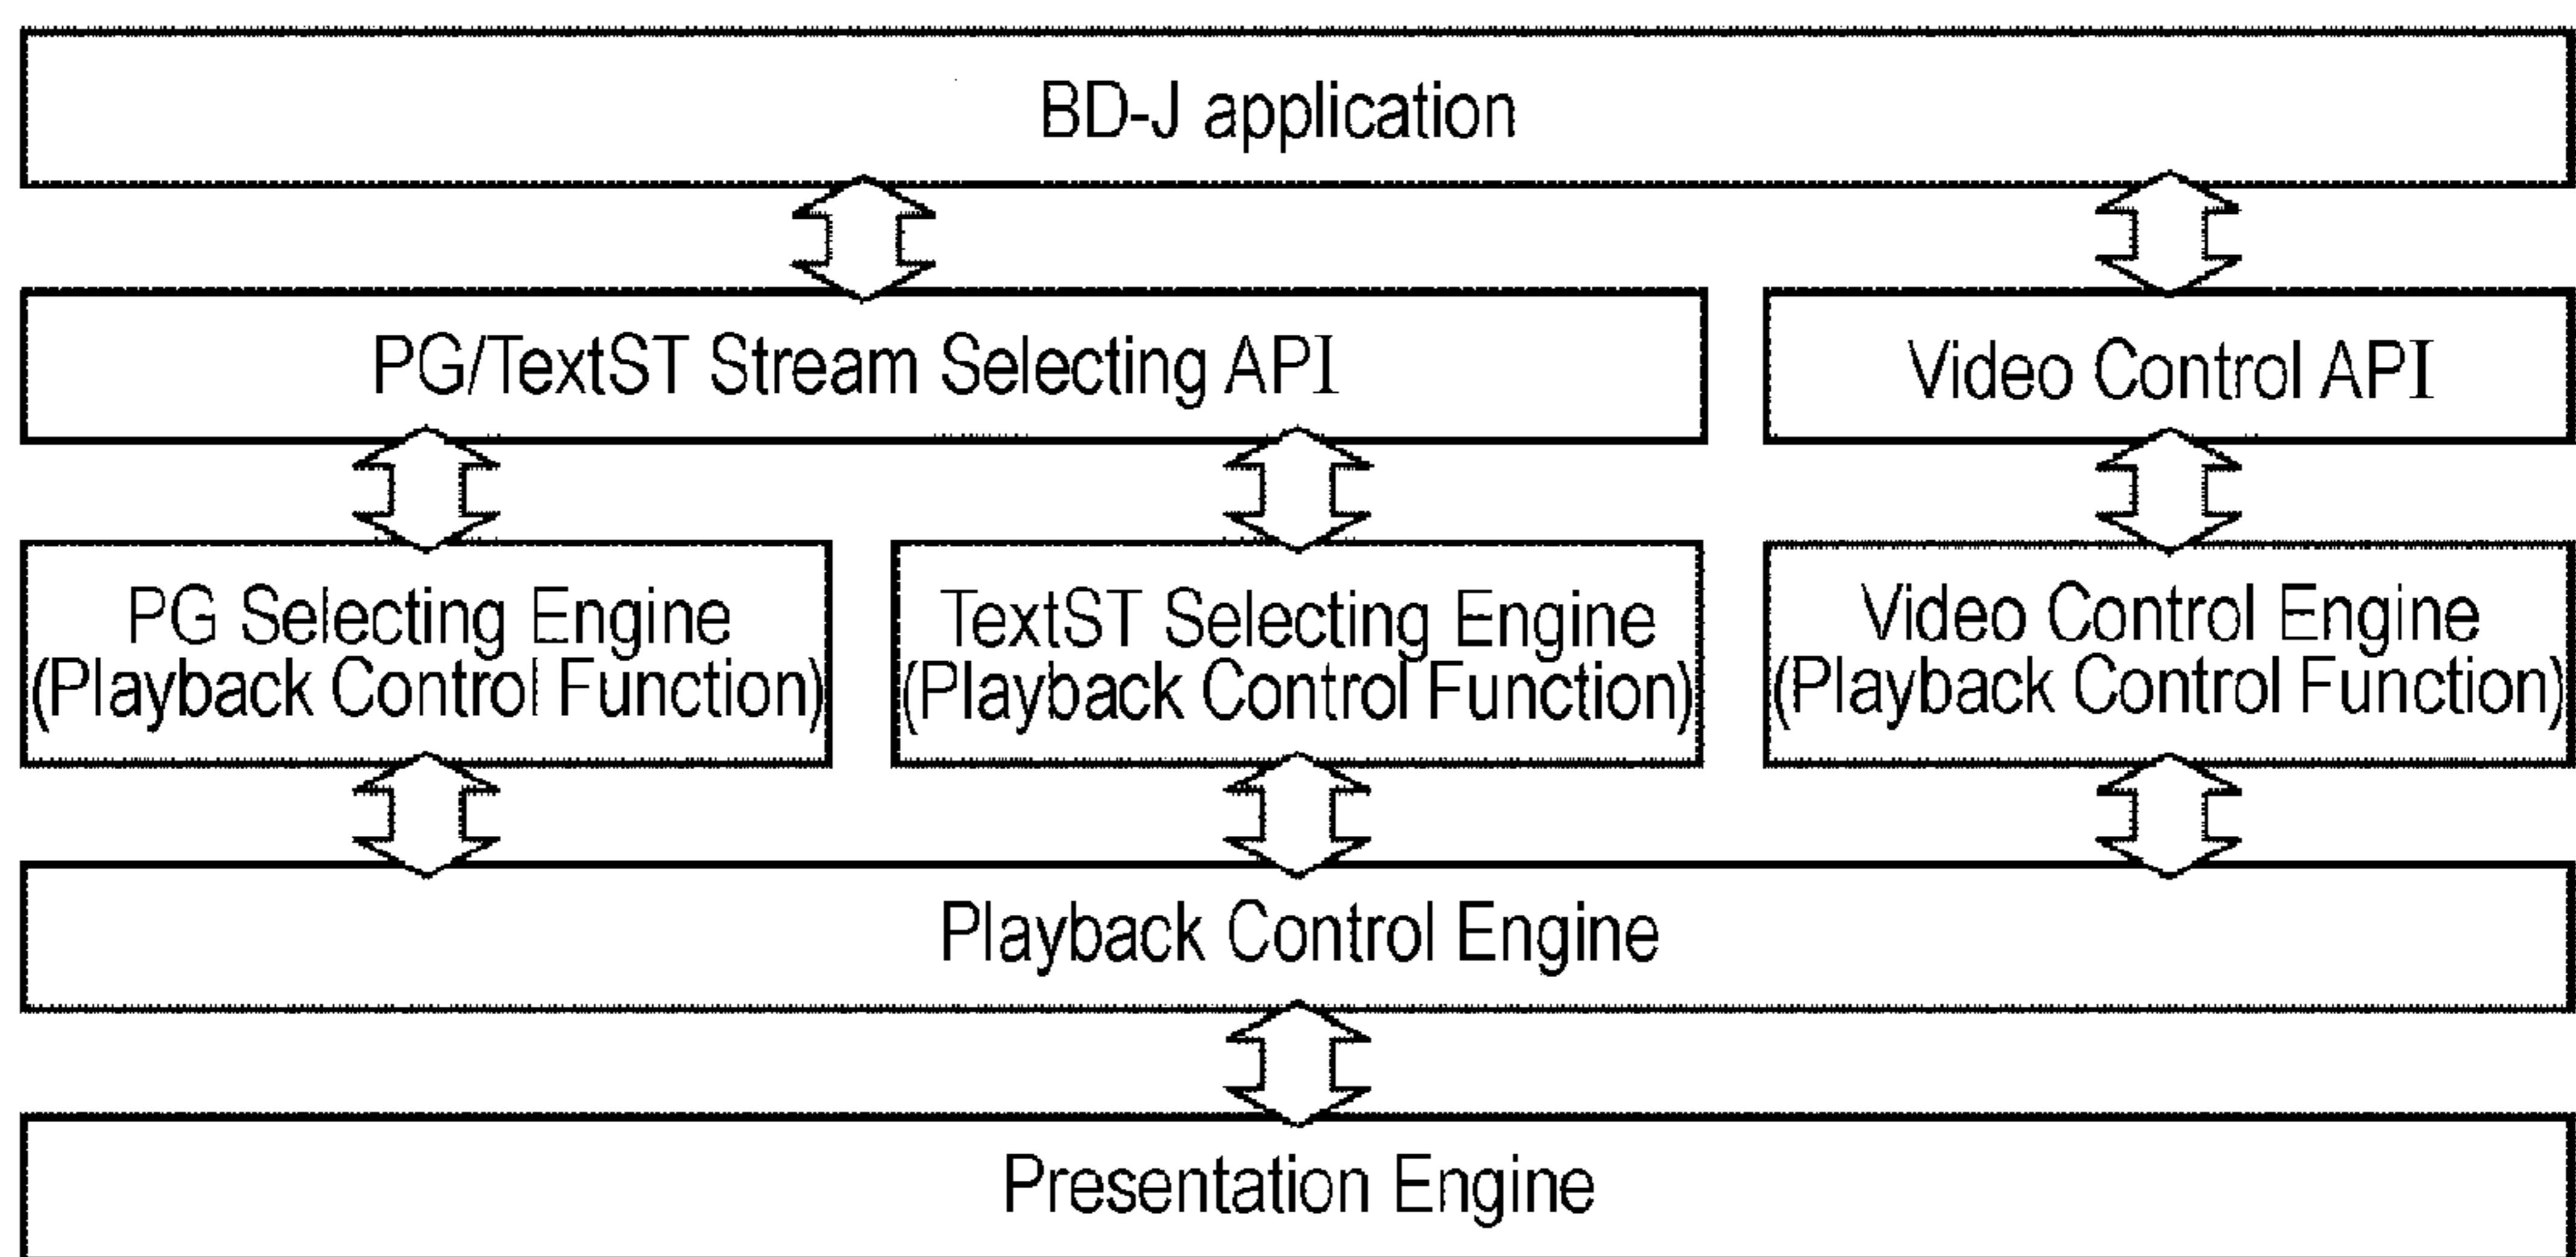 BD-J application
PG/TextST Stream Selecting API
Video Control API
PG Selecting Engine
(Playback Control Function)
TextST Selecting Engine
(Playback Control Function)
Video Control Engine
(Playback Control Function)
Playback Control Engine
Presentation Engine